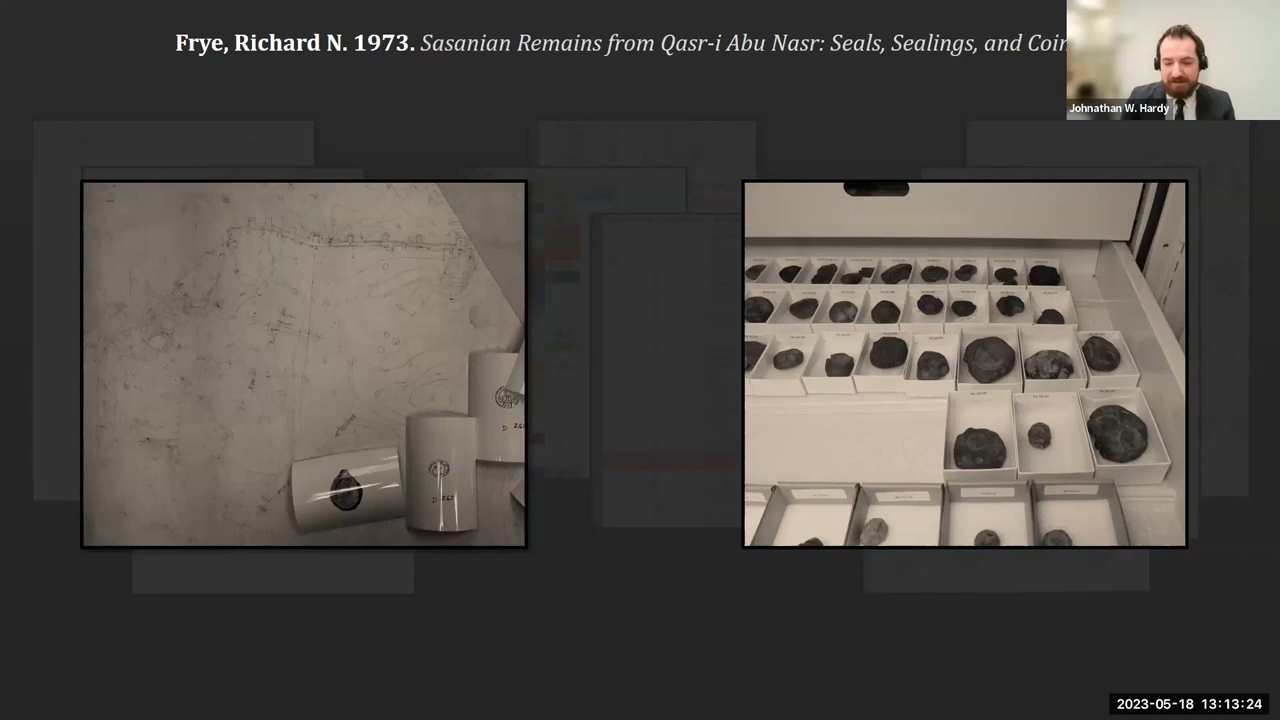 Frye, Richard N. 1973. Sasanian Remains from Qasr-i Abu Nasr: Seals, Sealings, and Coin
Johnathan W. Hardy
D 263
D
2023-05-18 13:13:24